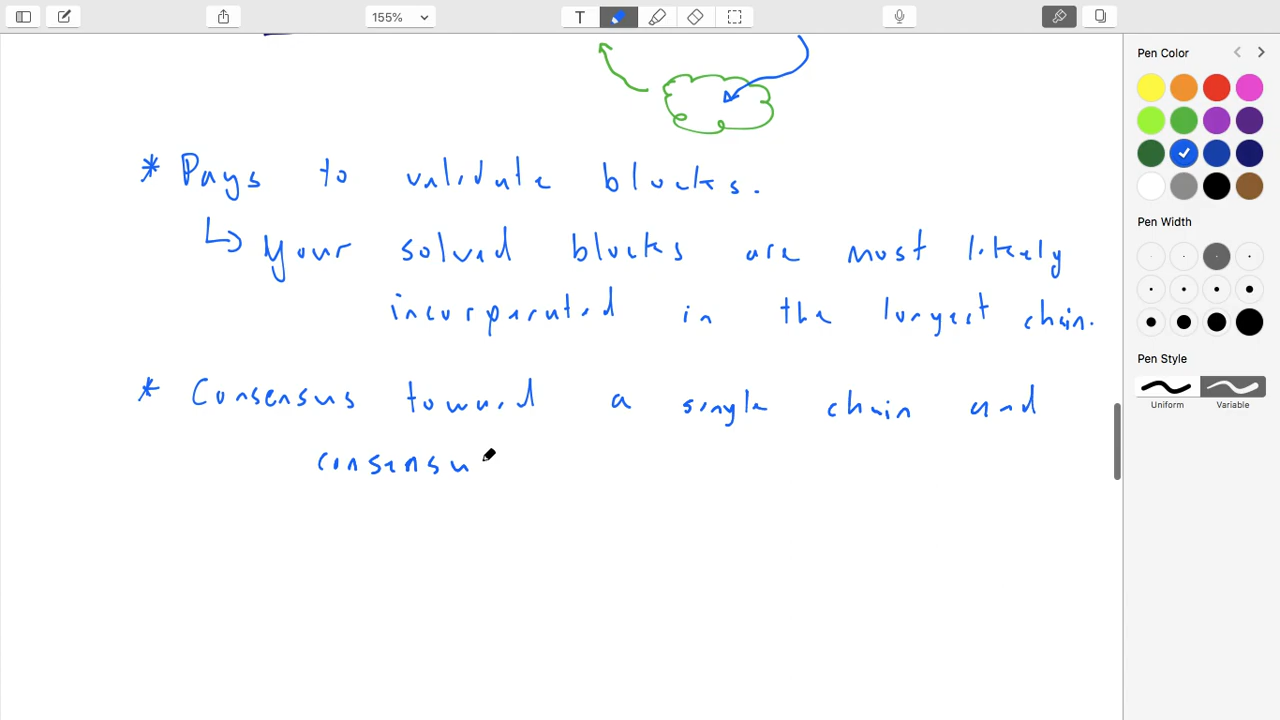 155%
T
Pen Color
* Pays to validate blocks.
↳ Your solved blocks are most likely
incorporated in the largest chain.
Pen Width
Pen Style
Uniform Variable
* Consensus toward a single chain and
consensu